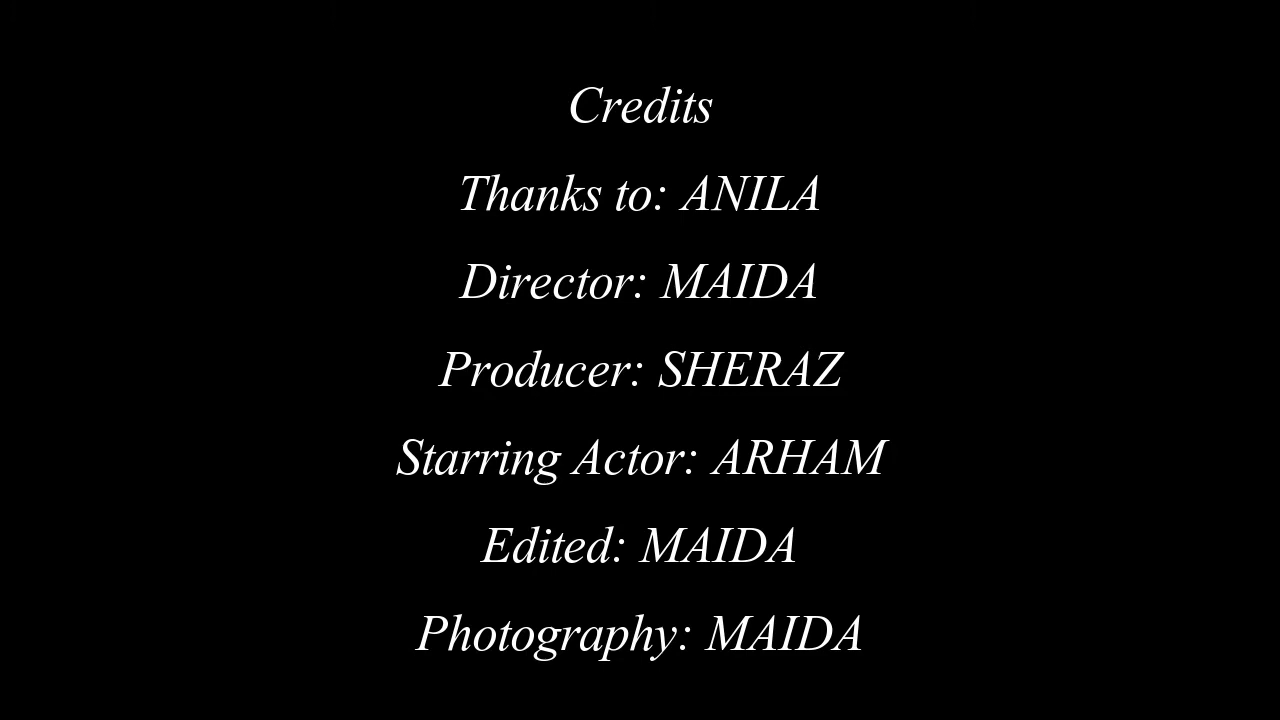 Credits
Thanks to: ANILA
Director: MAIDA
Producer: SHERAZ
Starring Actor: ARHAM
Edited: MAIDA
Photography: MAIDA